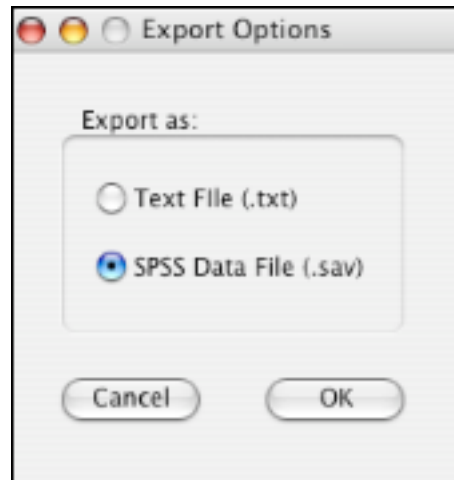 Export Options
Export as:
Text FIle (.txt)
SPSS Data File (.sav)
Cancel
OK